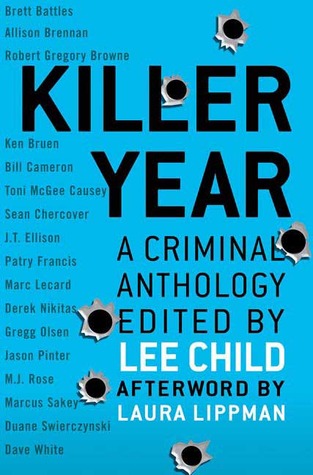 Brett Battles
Allison Brennan
Robert Gregory Browne
KILLER
YEAR
Ken Bruen
Bill Cameron
Toni McGee Causey
Sean Chercover
J.T. Ellison
Patry Francis
Marc Lecard
Derek Nikitas
Gregg Olsen
Jason Pinter
M.J. Rose
Marcus Sakey
Duane Swierczynski
Dave White
A CRIMINAL
ANTHOLOGY
EDITED BY
LEE CHILD
AFTERWORD BY
LAURA LIPPMAN